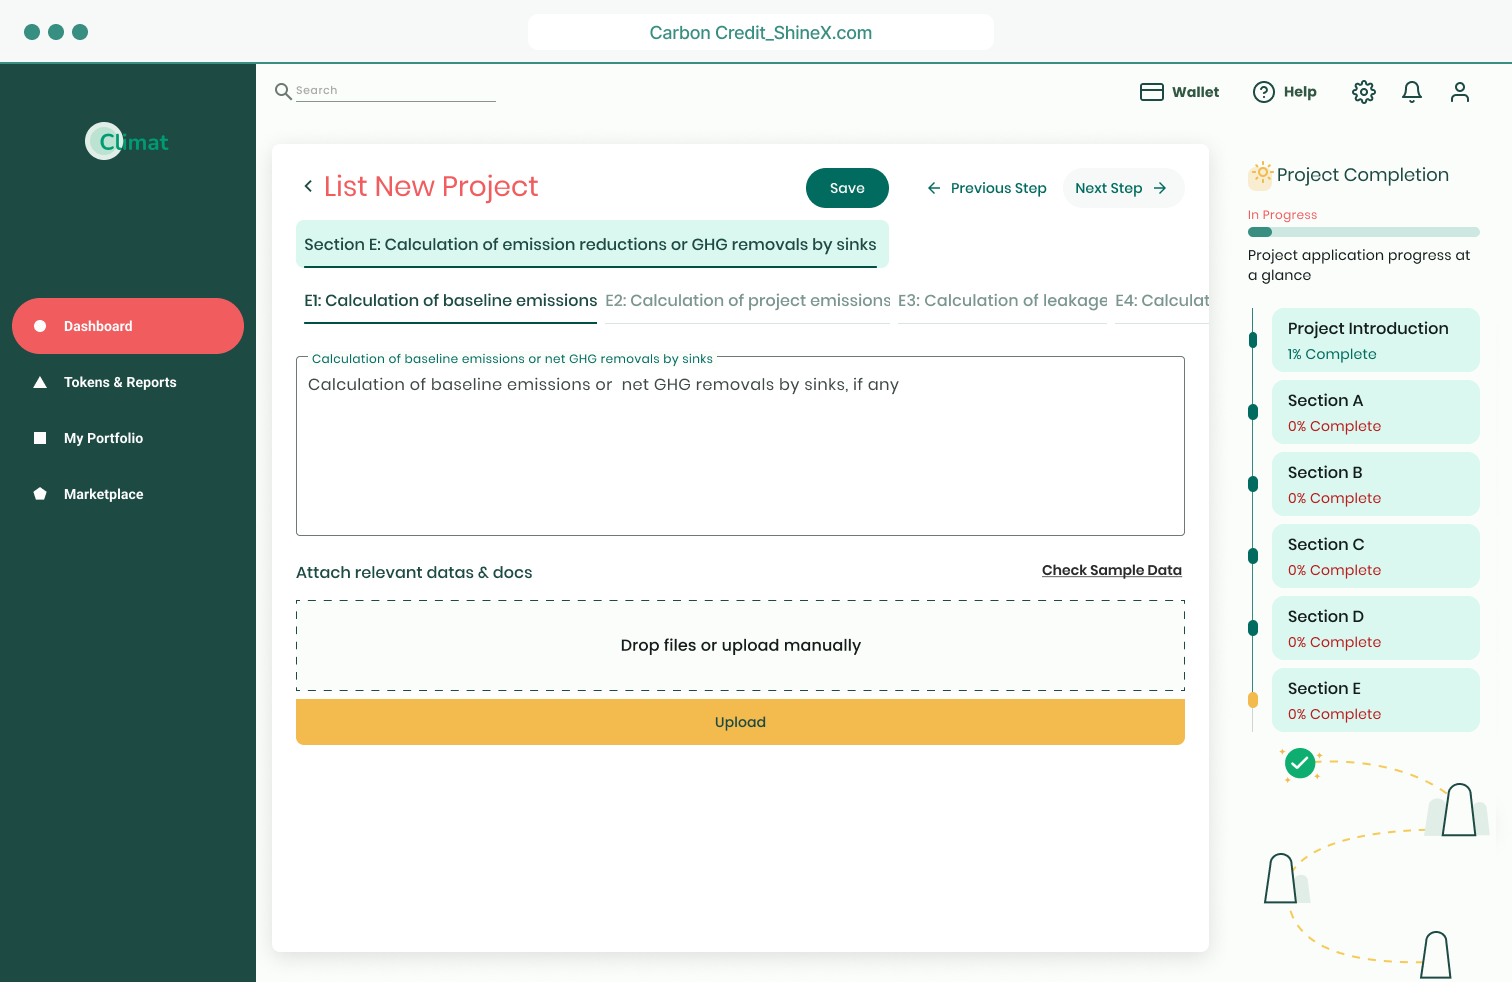 Carbon Credit_ShineX.com
Climat
Dashboard
Tokens & Reports
My Portfolio
Marketplace
Search
Wallet
Help
List New Project
Save
Previous Step
Next Step
Section E: Calculation of emission reductions or GHG removals by sinks
E1: Calculation of baseline emissions
E2: Calculation of project emissions
E3: Calculation of leakage
E4: Calculat
Calculation of baseline emissions or net GHG removals by sinks
Calculation of baseline emissions or  net GHG removals by sinks, if any
Attach relevant datas & docs
Check Sample Data
Drop files or upload manually
Upload
Project Completion
In Progress
Project application progress at
a glance
Project Introduction
1% Complete
Section A
0% Complete
Section B
0% Complete
Section C
0% Complete
Section D
0% Complete
Section E
0% Complete